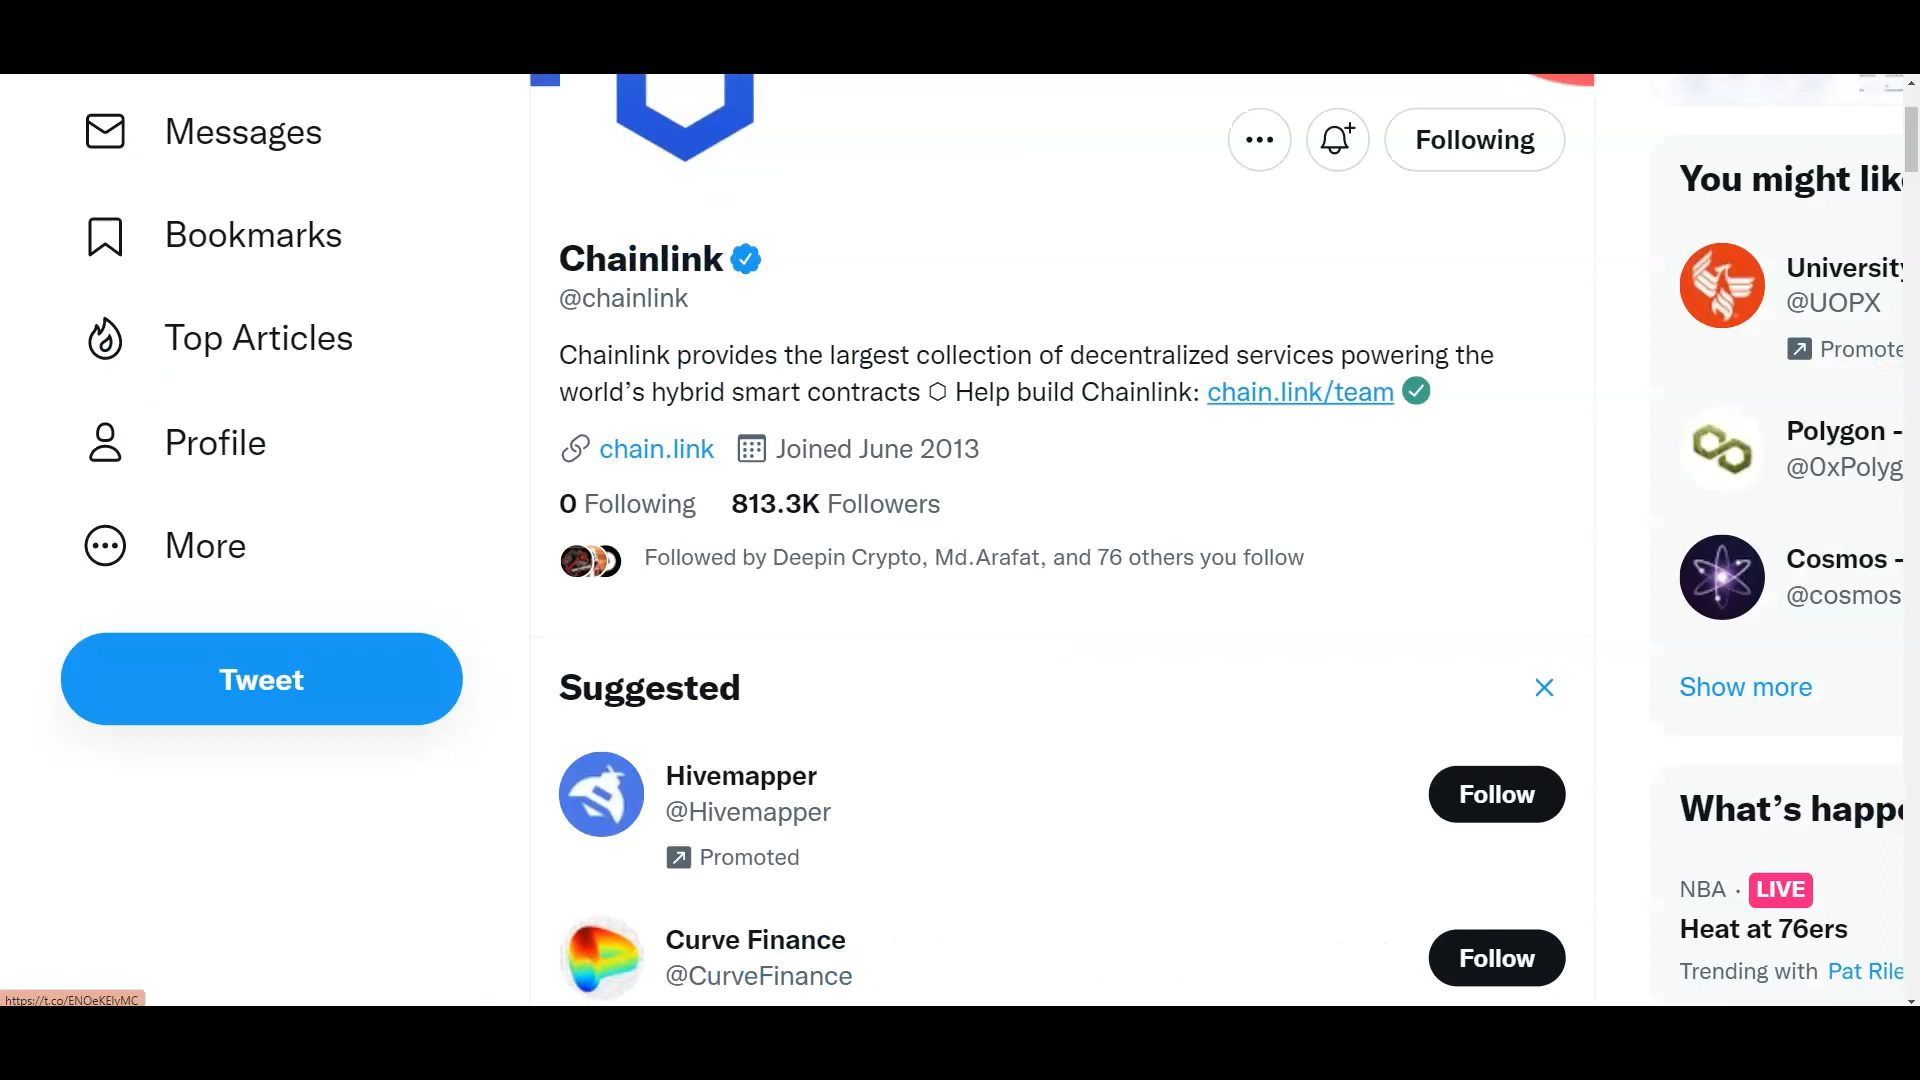 Messages
Bookmarks
Top Articles
Profile
More
Tweet
Following
Chainlink
@chainlink
Chainlink provides the largest collection of decentralized services powering the
world’s hybrid smart contracts ⬡ Help build Chainlink: chain.link/team
chain.link Joined June 2013
0 Following 813.3K Followers
Followed by Deepin Crypto, Md.Arafat, and 76 others you follow
Suggested
Hivemapper
@Hivemapper
Promoted
Follow
Curve Finance
@CurveFinance
Follow
You might lik
University
@UOPX
Promote
Polygon -
@0xPolyg
Cosmos -
@cosmos
Show more
What’s happe
NBA · LIVE
Heat at 76ers
Trending with Pat Rile
https://t.co/ENOeKEIyMC